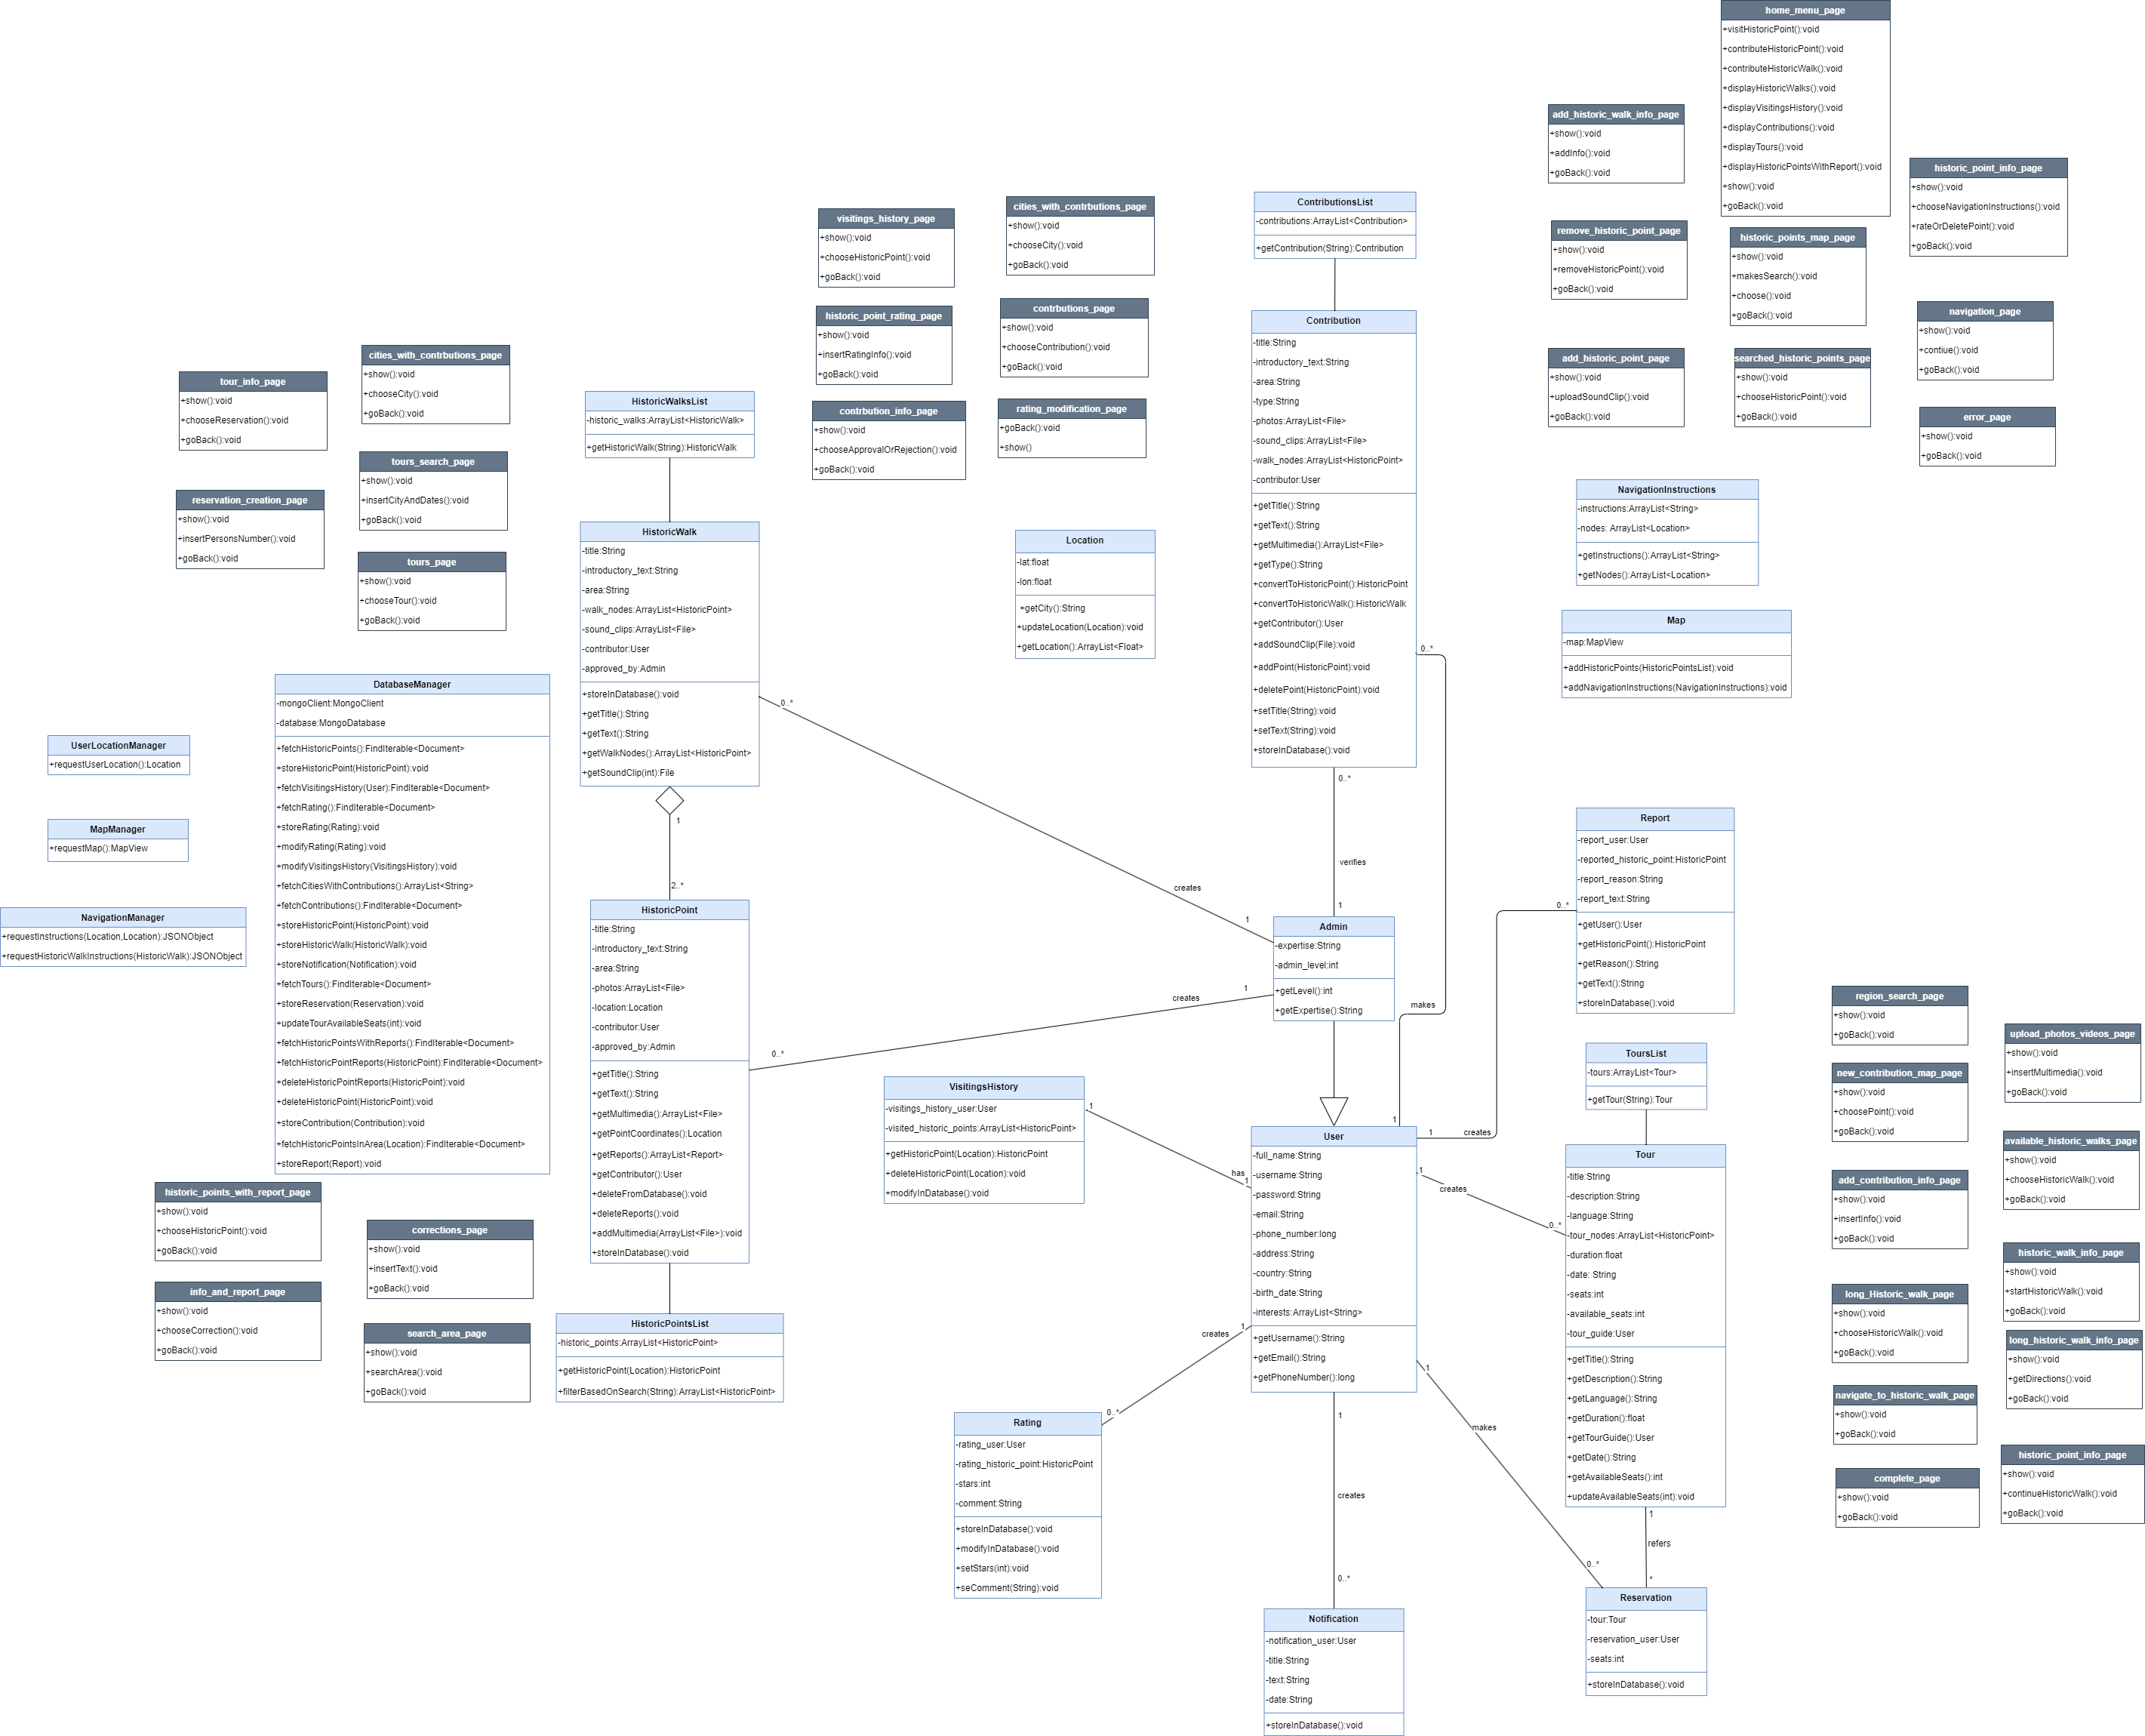 home_menu_page
+visitHistoricPoint():void
+contributeHistoricPoint():void
+contributeHistoricWalk():void
+displayHistoricWalks():void
+displayVisitingsHistory():void
+displayContributions():void
+displayTours():void
+displayHistoricPointsWithReport():void
+show():void
+goBack():void
add_historic_walk_info_page
+show():void
+addInfo():void
+goBack():void
historic_point_info_page
+show():void
+chooseNavigationInstructions():void
+rateOrDeletePoint():void
+goBack():void
ContributionsList
-contributions:ArrayList<Contribution>
+getContribution(String):Contribution
cities_with_contrbutions_page
+show():void
+chooseCity():void
+goBack():void
visitings_history_page
+show():void
+chooseHistoricPoint():void
+goBack():void
remove_historic_point_page
+show():void
+removeHistoricPoint():void
+goBack():void
historic_points_map_page
+show():void
+makesSearch():void
+choose():void
+goBack():void
contrbutions_page
+show():void
+chooseContribution():void
+goBack():void
historic_point_rating_page
+show():void
+insertRatingInfo():void
+goBack():void
navigation_page
+show():void
+contiue():void
+goBack():void
Contribution
-title:String
-introductory_text:String
-area:String
-type:String
-photos:ArrayList<File>
-sound_clips:ArrayList<File>
-walk_nodes:ArrayList<HistoricPoint>
-contributor:User
+getTitle():String
+getText():String
+getMultimedia():ArrayList<File>
+getType():String
+convertToHistoricPoint():HistoricPoint
+convertToHistoricWalk():HistoricWalk
+getContributor():User
+addSoundClip(File):void
+addPoint(HistoricPoint):void
+deletePoint(HistoricPoint):void
+setTitle(String):void
+setText(String):void
+storeInDatabase():void
cities_with_contrbutions_page
+show():void
+chooseCity():void
+goBack():void
add_historic_point_page
+show():void
+uploadSoundClip():void
+goBack():void
searched_historic_points_page
+show():void
+chooseHistoricPoint():void
+goBack():void
tour_info_page
+show():void
+chooseReservation():void
+goBack():void
HistoricWalksList
-historic_walks:ArrayList<HistoricWalk>
+getHistoricWalk(String):HistoricWalk
contrbution_info_page
+show():void
+chooseApprovalOrRejection():void
+goBack():void
rating_modification_page
+goBack():void
+show()
error_page
+show():void
+goBack():void
tours_search_page
+show():void
+insertCityAndDates():void
+goBack():void
reservation_creation_page
+show():void
+insertPersonsNumber():void
+goBack():void
NavigationInstructions
-instructions:ArrayList<String>
-nodes: ArrayList<Location>
+getInstructions():ArrayList<String>
+getNodes():ArrayList<Location>
HistoricWalk
-title:String
-introductory_text:String
-area:String
-walk_nodes:ArrayList<HistoricPoint>
-sound_clips:ArrayList<File>
-contributor:User
-approved_by:Admin
+storeInDatabase():void
+getTitle():String
+getText():String
+getWalkNodes():ArrayList<HistoricPoint>
+getSoundClip(int):File
Location
-lat:float
-lon:float
+getCity():String
+updateLocation(Location):void
+getLocation():ArrayList<Float>
tours_page
+show():void
+chooseTour():void
+goBack():void
Map
-map:MapView
+addHistoricPoints(HistoricPointsList):void
+addNavigationInstructions(NavigationInstructions):void
0..*
DatabaseManager
-mongoClient:MongoClient
-database:MongoDatabase
+fetchHistoricPoints():FindIterable<Document>
+storeHistoricPoint(HistoricPoint):void
+fetchVisitingsHistory(User):FindIterable<Document>
+fetchRating():FindIterable<Document>
+storeRating(Rating):void
+modifyRating(Rating):void
+modifyVisitingsHistory(VisitingsHistory):void
+fetchCitiesWithContributions():ArrayList<String>
+fetchContributions():FindIterable<Document>
+storeHistoricPoint(HistoricPoint):void
+storeHistoricWalk(HistoricWalk):void
+storeNotification(Notification):void
+fetchTours():FindIterable<Document>
+storeReservation(Reservation):void
+updateTourAvailableSeats(int):void
+fetchHistoricPointsWithReports():FindIterable<Document>
+fetchHistoricPointReports(HistoricPoint):FindIterable<Document>
+deleteHistoricPointReports(HistoricPoint):void
+deleteHistoricPoint(HistoricPoint):void
+storeContribution(Contribution):void
+fetchHistoricPointsInArea(Location):FindIterable<Document>
+storeReport(Report):void
0..*
UserLocationManager
+requestUserLocation():Location
0..*
MapManager
+requestMap():MapView
1
verifies
2..*
creates
1
1
Report
-report_user:User
-reported_historic_point:HistoricPoint
-report_reason:String
-report_text:String
+getUser():User
+getHistoricPoint():HistoricPoint
+getReason():String
+getText():String
+storeInDatabase():void
0..*
NavigationManager
+requestInstructions(Location,Location):JSONObject
+requestHistoricWalkInstructions(HistoricWalk):JSONObject
HistoricPoint
-title:String
-introductory_text:String
-area:String
-photos:ArrayList<File>
-location:Location
-contributor:User
-approved_by:Admin
+getTitle():String
+getText():String
+getMultimedia():ArrayList<File>
+getPointCoordinates():Location
+getReports():ArrayList<Report>
+getContributor():User
+deleteFromDatabase():void
+deleteReports():void
+addMultimedia(ArrayList<File>):void
+storeInDatabase():void
Admin
-expertise:String
-admin_level:int
+getLevel():int
+getExpertise():String
creates
1
0..*
makes
region_search_page
+show():void
+goBack():void
upload_photos_videos_page
+show():void
+insertMultimedia():void
+goBack():void
ToursList
-tours:ArrayList<Tour>
+getTour(String):Tour
new_contribution_map_page
+show():void
+choosePoint():void
+goBack():void
VisitingsHistory
-visitings_history_user:User
-visited_historic_points:ArrayList<HistoricPoint>
+getHistoricPoint(Location):HistoricPoint
+deleteHistoricPoint(Location):void
+modifyInDatabase():void
1
has
1
1
1
creates
User
-full_name:String
-username:String
-password:String
-email:String
-phone_number:long
-address:String
-country:String
-birth_date:String
-interests:ArrayList<String>
+getUsername():String
+getEmail():String
+getPhoneNumber():long
1
creates
0..*
Tour
-title:String
-description:String
-language:String
-tour_nodes:ArrayList<HistoricPoint>
-duration:float
-date: String
-seats:int
-available_seats:int
-tour_guide:User
+getTitle():String
+getDescription():String
+getLanguage():String
+getDuration():float
+getTourGuide():User
+getDate():String
+getAvailableSeats():int
+updateAvailableSeats(int):void
available_historic_walks_page
+show():void
+chooseHistoricWalk():void
+goBack():void
add_contribution_info_page
+show():void
+insertInfo():void
+goBack():void
historic_points_with_report_page
+show():void
+chooseHistoricPoint():void
+goBack():void
corrections_page
+show():void
+insertText():void
+goBack():void
historic_walk_info_page
+show():void
+startHistoricWalk():void
+goBack():void
info_and_report_page
+show():void
+chooseCorrection():void
+goBack():void
long_Historic_walk_page
+show():void
+chooseHistoricWalk():void
+goBack():void
search_area_page
+show():void
+searchArea():void
+goBack():void
HistoricPointsList
-historic_points:ArrayList<HistoricPoint>
+getHistoricPoint(Location):HistoricPoint
+filterBasedOnSearch(String):ArrayList<HistoricPoint>
creates
1
0..*
long_historic_walk_info_page
+show():void
+getDirections():void
+goBack():void
navigate_to_historic_walk_page
+show():void
+goBack():void
Rating
-rating_user:User
-rating_historic_point:HistoricPoint
-stars:int
-comment:String
+storeInDatabase():void
+modifyInDatabase():void
+setStars(int):void
+seComment(String):void
1
creates
0..*
1
makes
0..*
historic_point_info_page
+show():void
+continueHistoricWalk():void
+goBack():void
complete_page
+show():void
+goBack():void
1
refers
*
Reservation
-tour:Tour
-reservation_user:User
-seats:int
+storeInDatabase():void
Notification
-notification_user:User
-title:String
-text:String
-date:String
+storeInDatabase():void